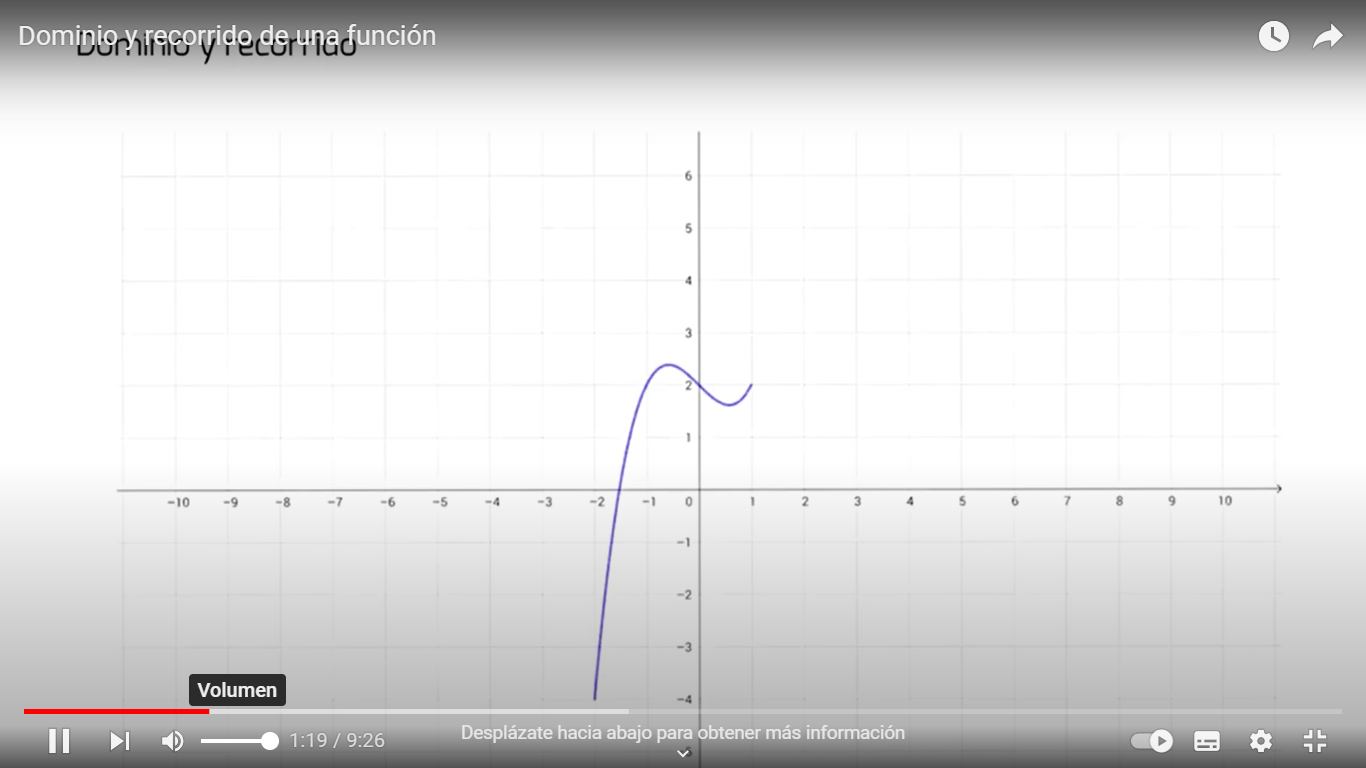 Dominio y recorrido de una función
Dominio y recorrido
6
5
4
3
2
1
-10 -9 -8 -7 -6 -5 -4 -3 -2 -1 0 1 2 3 4 5 6 7 8 9 10
-1
-2
-3
-4
Volumen
1:19 / 9:26
Desplázate hacia abajo para obtener más información